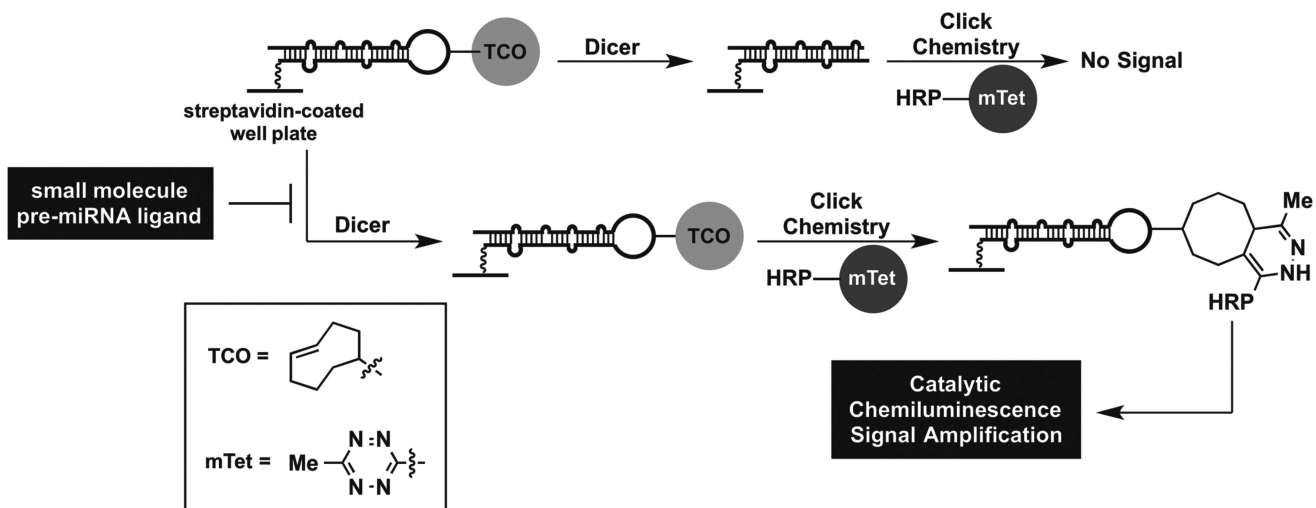 TCO
Dicer
Click
Chemistry
HRP
mTet
No Signal
streptavidin-coated
well plate
small molecule
pre-miRNA ligand
Dicer
TCO
Click
Chemistry
HRP
mTet
Me
N
NH
HRP
TCO =
mTet =
Me
N
N
N
N
Catalytic
Chemiluminescence
Signal Amplification